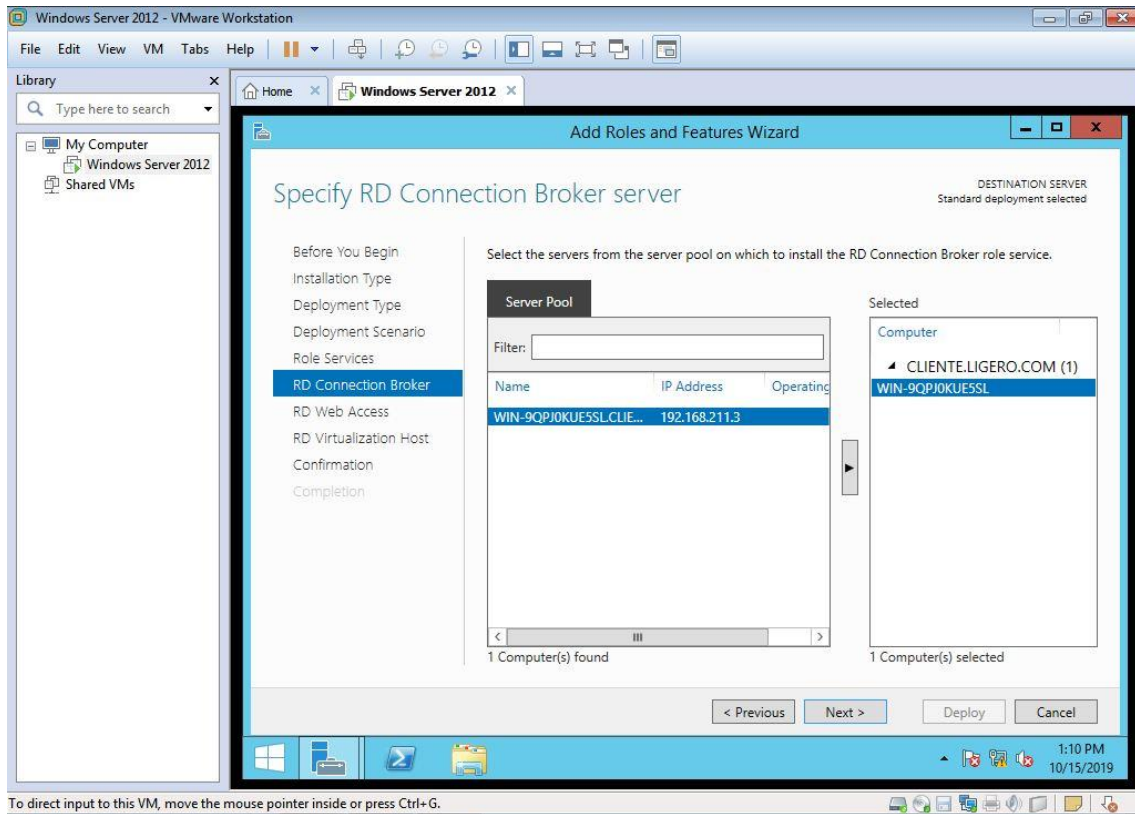 Windows Server 2012 - VMware Workstation
File Edit View VM Tabs Help
Library x
Type here to search
My Computer
Windows Server 2012
Shared VMs
Home × Windows Server 2012 ×
Add Roles and Features Wizard
Specify RD Connection Broker server
DESTINATION SERVER
Standard deployment selected
Before You Begin
Installation Type
Deployment Type
Deployment Scenario
Role Services
RD Connection Broker
RD Web Access
RD Virtualization Host
Confirmation
Completion
Select the servers from the server pool on which to install the RD Connection Broker role service.
Server Pool
Filter:
Name IP Address Operating
WIN-9QPJ0KUE5SL.CLIE... 192.168.211.3
1 Computer(s) found
Selected
Computer
CLIENTE.LIGERO.COM (1)
WIN-9QPJ0KUE5SL
1 Computer(s) selected
< Previous Next > Deploy Cancel
1:10 PM
10/15/2019
To direct input to this VM, move the mouse pointer inside or press Ctrl+G.